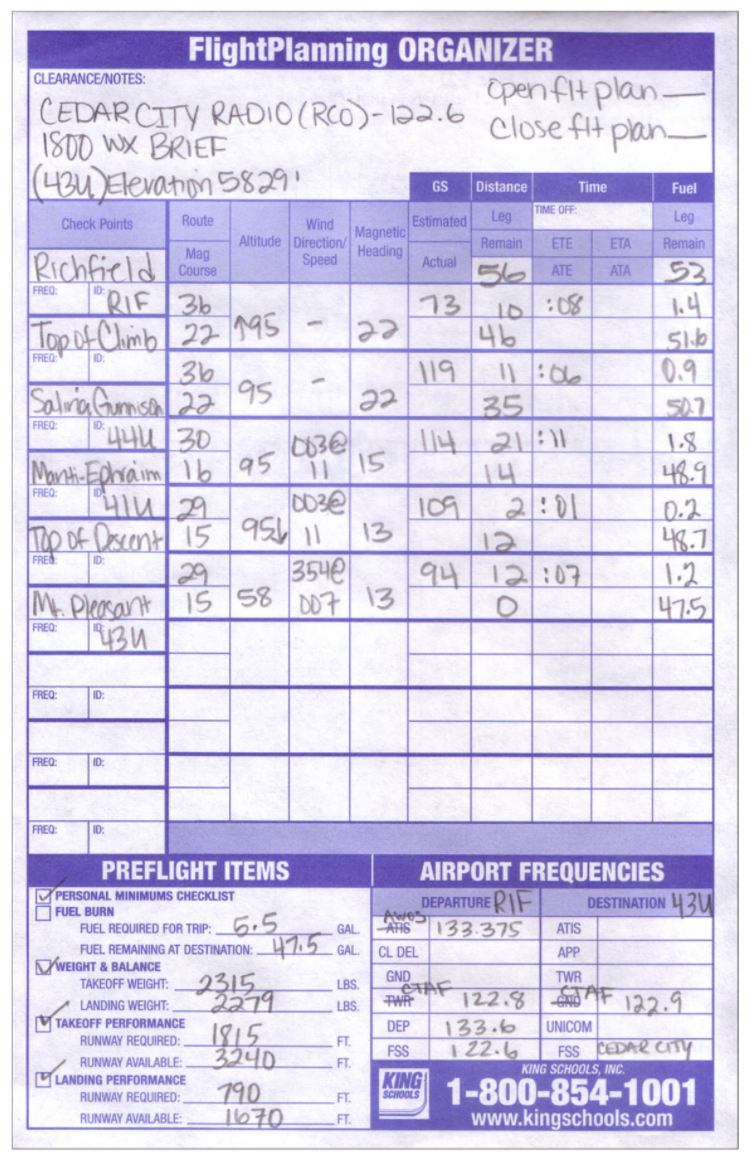 FlightPlanning ORGANIZER
CLEARANCE/NOTES:
CEDAR CITY RADIO (RCO) - 122.6
1800 WX BRIEF
(43U) Elevation 5829'
open flt plan —
close flt plan —
GS Distance Time Fuel
Check Points Route Altitude Wind Direction/Speed Magnetic Heading Estimated Leg TIME OFF: Leg
Mag Course Actual Remain ETE ETA Remain
Richfield 56 ATE ATA 53
FREQ: ID: RIF 36 73 10 :08 1.4
Top of Climb 22 ↑95 - 22 46 51.6
FREQ: ID: 36 119 11 :06 0.9
Salina Gunnison 22 95 - 22 35 50.7
FREQ: ID: 44U 30 003@ 114 21 :11 1.8
Manti-Ephraim 16 95 11 15 14 48.9
FREQ: ID: 41U 29 003@ 109 2 :01 0.2
Top of Descent 15 95↓ 11 13 12 48.7
FREQ: ID: 29 354@ 94 12 :07 1.2
Mt. Pleasant 15 58 007 13 0 47.5
FREQ: ID: 43U
FREQ: ID:
FREQ: ID:
FREQ: ID:
PREFLIGHT ITEMS
PERSONAL MINIMUMS CHECKLIST
FUEL BURN
FUEL REQUIRED FOR TRIP: 5.5 GAL.
FUEL REMAINING AT DESTINATION: 47.5 GAL.
WEIGHT & BALANCE
TAKEOFF WEIGHT: 2315 LBS.
LANDING WEIGHT: 2279 LBS.
TAKEOFF PERFORMANCE
RUNWAY REQUIRED: 1815 FT.
RUNWAY AVAILABLE: 3240 FT.
LANDING PERFORMANCE
RUNWAY REQUIRED: 790 FT.
RUNWAY AVAILABLE: 1670 FT.
AIRPORT FREQUENCIES
DEPARTURE RIF DESTINATION 43U
AWOS ATIS 133.375 ATIS
CL DEL APP
GND TWR
CTAF TWR 122.8 CTAF GND 122.9
DEP 133.6 UNICOM
FSS 122.6 FSS CEDAR CITY
KING SCHOOLS
KING SCHOOLS, INC.
1-800-854-1001
www.kingschools.com